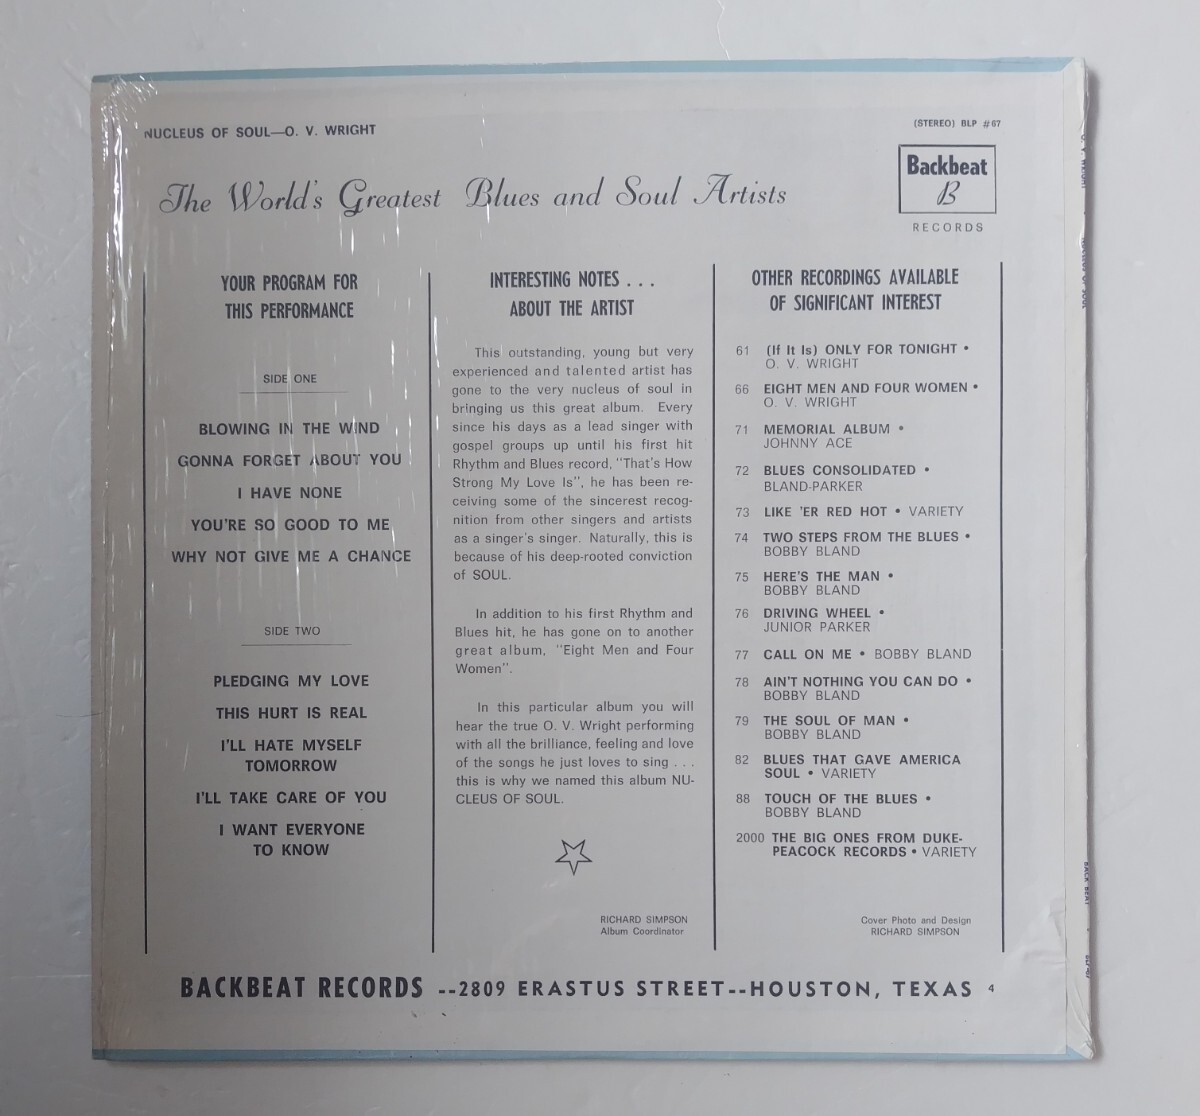 NUCLEUS OF SOUL—O. V. WRIGHT
(STEREO) BLP #67
The World's Greatest Blues and Soul Artists
Backbeat
B
RECORDS
YOUR PROGRAM FOR
THIS PERFORMANCE
SIDE ONE
BLOWING IN THE WIND
GONNA FORGET ABOUT YOU
I HAVE NONE
YOU'RE SO GOOD TO ME
WHY NOT GIVE ME A CHANCE
SIDE TWO
PLEDGING MY LOVE
THIS HURT IS REAL
I'LL HATE MYSELF
TOMORROW
I'LL TAKE CARE OF YOU
I WANT EVERYONE
TO KNOW
INTERESTING NOTES . . .
ABOUT THE ARTIST
This outstanding, young but very
experienced and talented artist has
gone to the very nucleus of soul in
bringing us this great album. Every
since his days as a lead singer with
gospel groups up until his first hit
Rhythm and Blues record, "That's How
Strong My Love Is", he has been re-
ceiving some of the sincerest recog-
nition from other singers and artists
as a singer's singer. Naturally, this is
because of his deep-rooted conviction
of SOUL.
In addition to his first Rhythm and
Blues hit, he has gone on to another
great album, "Eight Men and Four
Women".
In this particular album you will
hear the true O. V. Wright performing
with all the brilliance, feeling and love
of the songs he just loves to sing . . .
this is why we named this album NU-
CLEUS OF SOUL.
RICHARD SIMPSON
Album Coordinator
OTHER RECORDINGS AVAILABLE
OF SIGNIFICANT INTEREST
61 (If It Is) ONLY FOR TONIGHT •
O. V. WRIGHT
66 EIGHT MEN AND FOUR WOMEN •
O. V. WRIGHT
71 MEMORIAL ALBUM •
JOHNNY ACE
72 BLUES CONSOLIDATED •
BLAND-PARKER
73 LIKE 'ER RED HOT • VARIETY
74 TWO STEPS FROM THE BLUES •
BOBBY BLAND
75 HERE'S THE MAN •
BOBBY BLAND
76 DRIVING WHEEL •
JUNIOR PARKER
77 CALL ON ME • BOBBY BLAND
78 AIN'T NOTHING YOU CAN DO •
BOBBY BLAND
79 THE SOUL OF MAN •
BOBBY BLAND
82 BLUES THAT GAVE AMERICA
SOUL • VARIETY
88 TOUCH OF THE BLUES •
BOBBY BLAND
2000 THE BIG ONES FROM DUKE-
PEACOCK RECORDS • VARIETY
Cover Photo and Design
RICHARD SIMPSON
BACKBEAT RECORDS --2809 ERASTUS STREET--HOUSTON, TEXAS 4